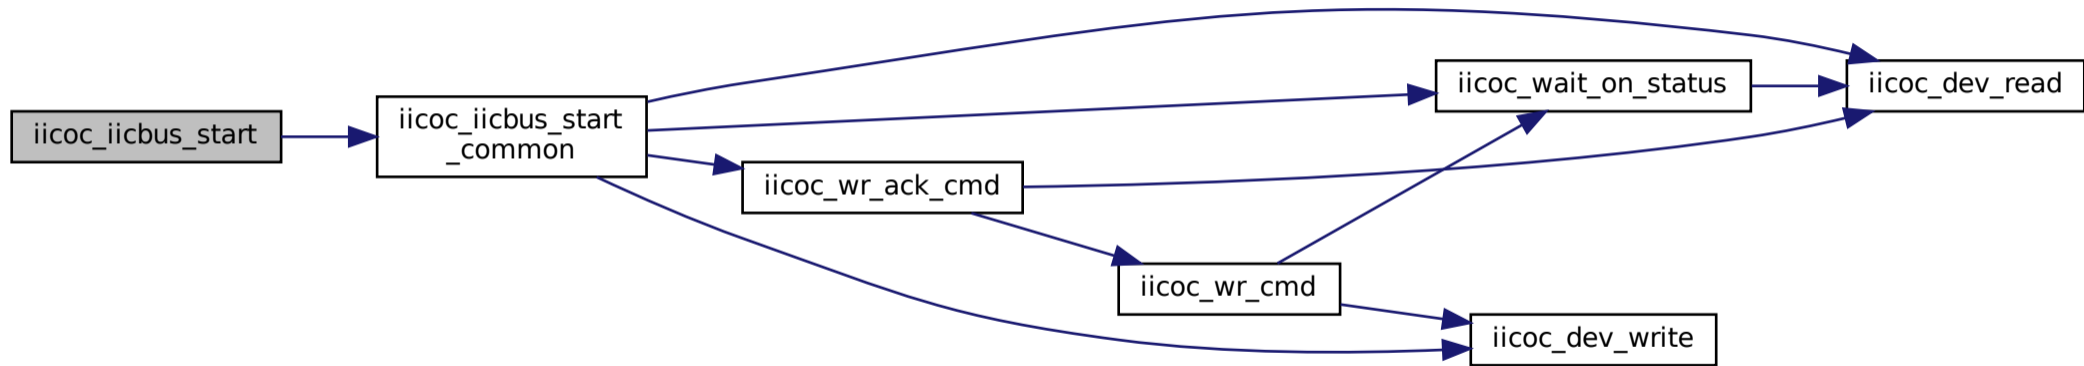 iicoc_iicbus_start
iicoc_iicbus_start
_common
iicoc_wr_ack_cmd
iicoc_wr_cmd
iicoc_wait_on_status
iicoc_dev_write
iicoc_dev_read